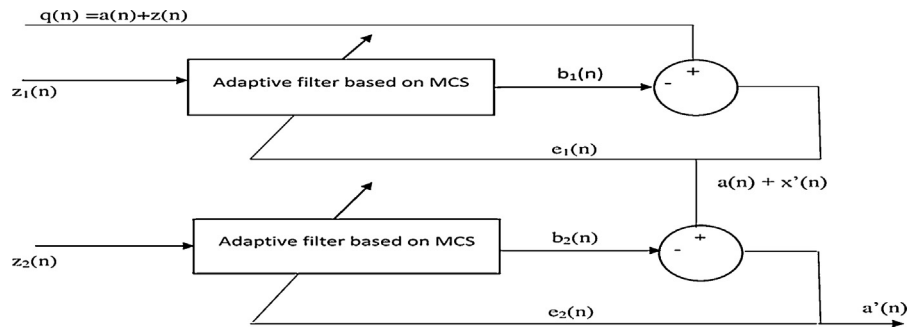 q(n) =a(n)+z(n)
+
Adaptive filter based on MCS
b₁(n)
-
z₁(n)
e₁(n)
a(n) + x'(n)
+
Adaptive filter based on MCS
b₂(n)
-
z₂(n)
e₂(n)
a'(n)